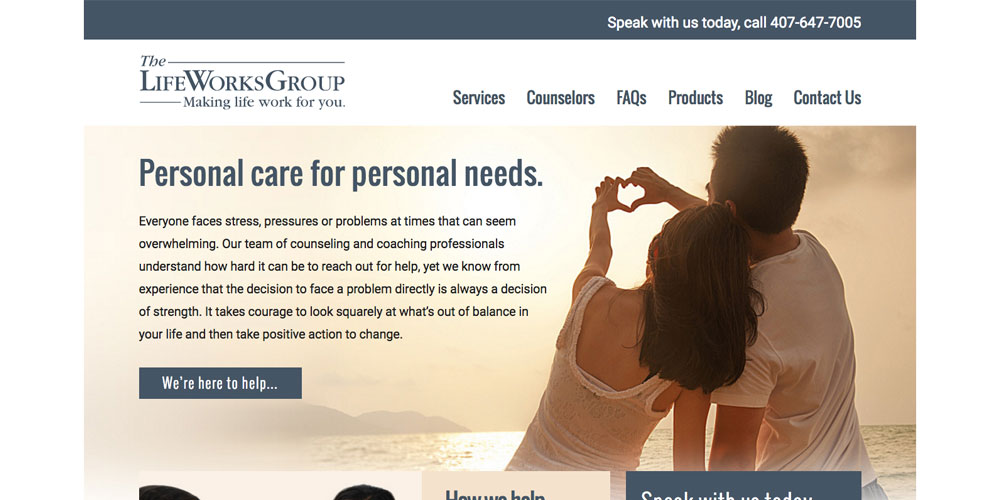 Speak with us today, call 407-647-7005
The
LIFEWORKSGROUP
Making life work for you.
Services Counselors FAQs Products Blog Contact Us
Personal care for personal needs.
Everyone faces stress, pressures or problems at times that can seem
overwhelming. Our team of counseling and coaching professionals
understand how hard it can be to reach out for help, yet we know from
experience that the decision to face a problem directly is always a decision
of strength. It takes courage to look squarely at what's out of balance in
your life and then take positive action to change.
We're here to help...
How we help
Speak with us today